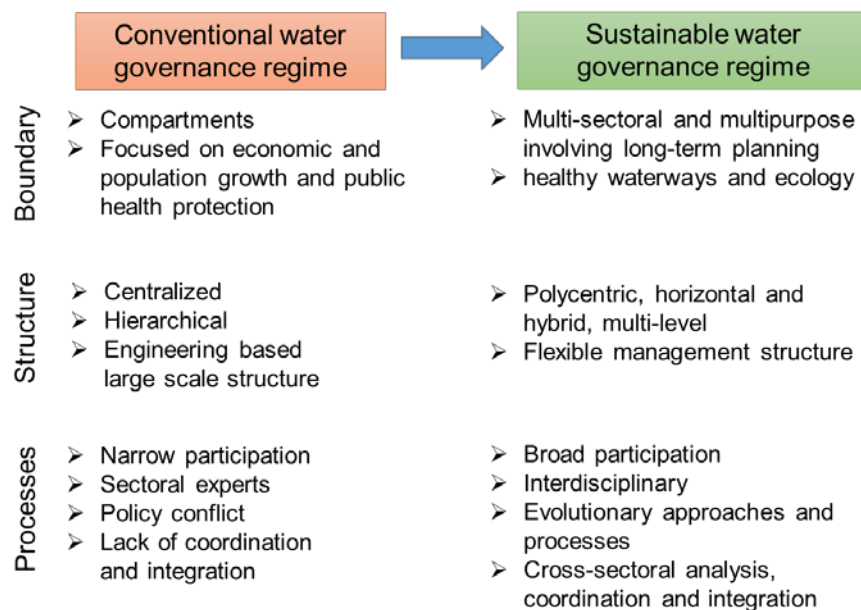 Conventional water
governance regime
Sustainable water
governance regime
Boundary
➢ Compartments
➢ Focused on economic and
population growth and public
health protection
➢ Multi-sectoral and multipurpose
involving long-term planning
➢ healthy waterways and ecology
Structure
➢ Centralized
➢ Hierarchical
➢ Engineering based
large scale structure
➢ Polycentric, horizontal and
hybrid, multi-level
➢ Flexible management structure
Processes
➢ Narrow participation
➢ Sectoral experts
➢ Policy conflict
➢ Lack of coordination
and integration
➢ Broad participation
➢ Interdisciplinary
➢ Evolutionary approaches and
processes
➢ Cross-sectoral analysis,
coordination and integration